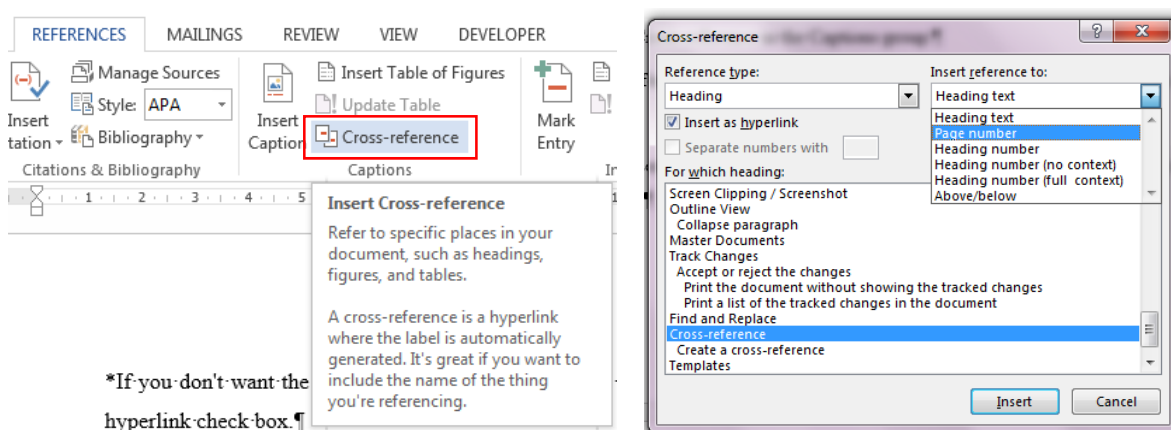 REFERENCES MAILINGS REVIEW VIEW DEVELOPER
Manage Sources
Style: APA
Bibliography
Insert
tation
Citations & Bibliography
Insert
Caption
Insert Table of Figures
Update Table
Cross-reference
Captions
Mark
Entry
In
1 2 3 4 5 1
Insert Cross-reference
Refer to specific places in your
document, such as headings,
figures, and tables.
A cross-reference is a hyperlink
where the label is automatically
generated. It's great if you want to
include the name of the thing
you're referencing.
*If·you·don't·want·the
hyperlink·check·box.¶
Cross-reference
Reference type:
Heading
Insert reference to:
Heading text
Heading text
Page number
Heading number
Heading number (no context)
Heading number (full context)
Above/below
Insert as hyperlink
Separate numbers with
For which heading:
Screen Clipping / Screenshot
Outline View
Collapse paragraph
Master Documents
Track Changes
Accept or reject the changes
Print the document without showing the tracked changes
Print a list of the tracked changes in the document
Find and Replace
Cross-reference
Create a cross-reference
Templates
Insert Cancel